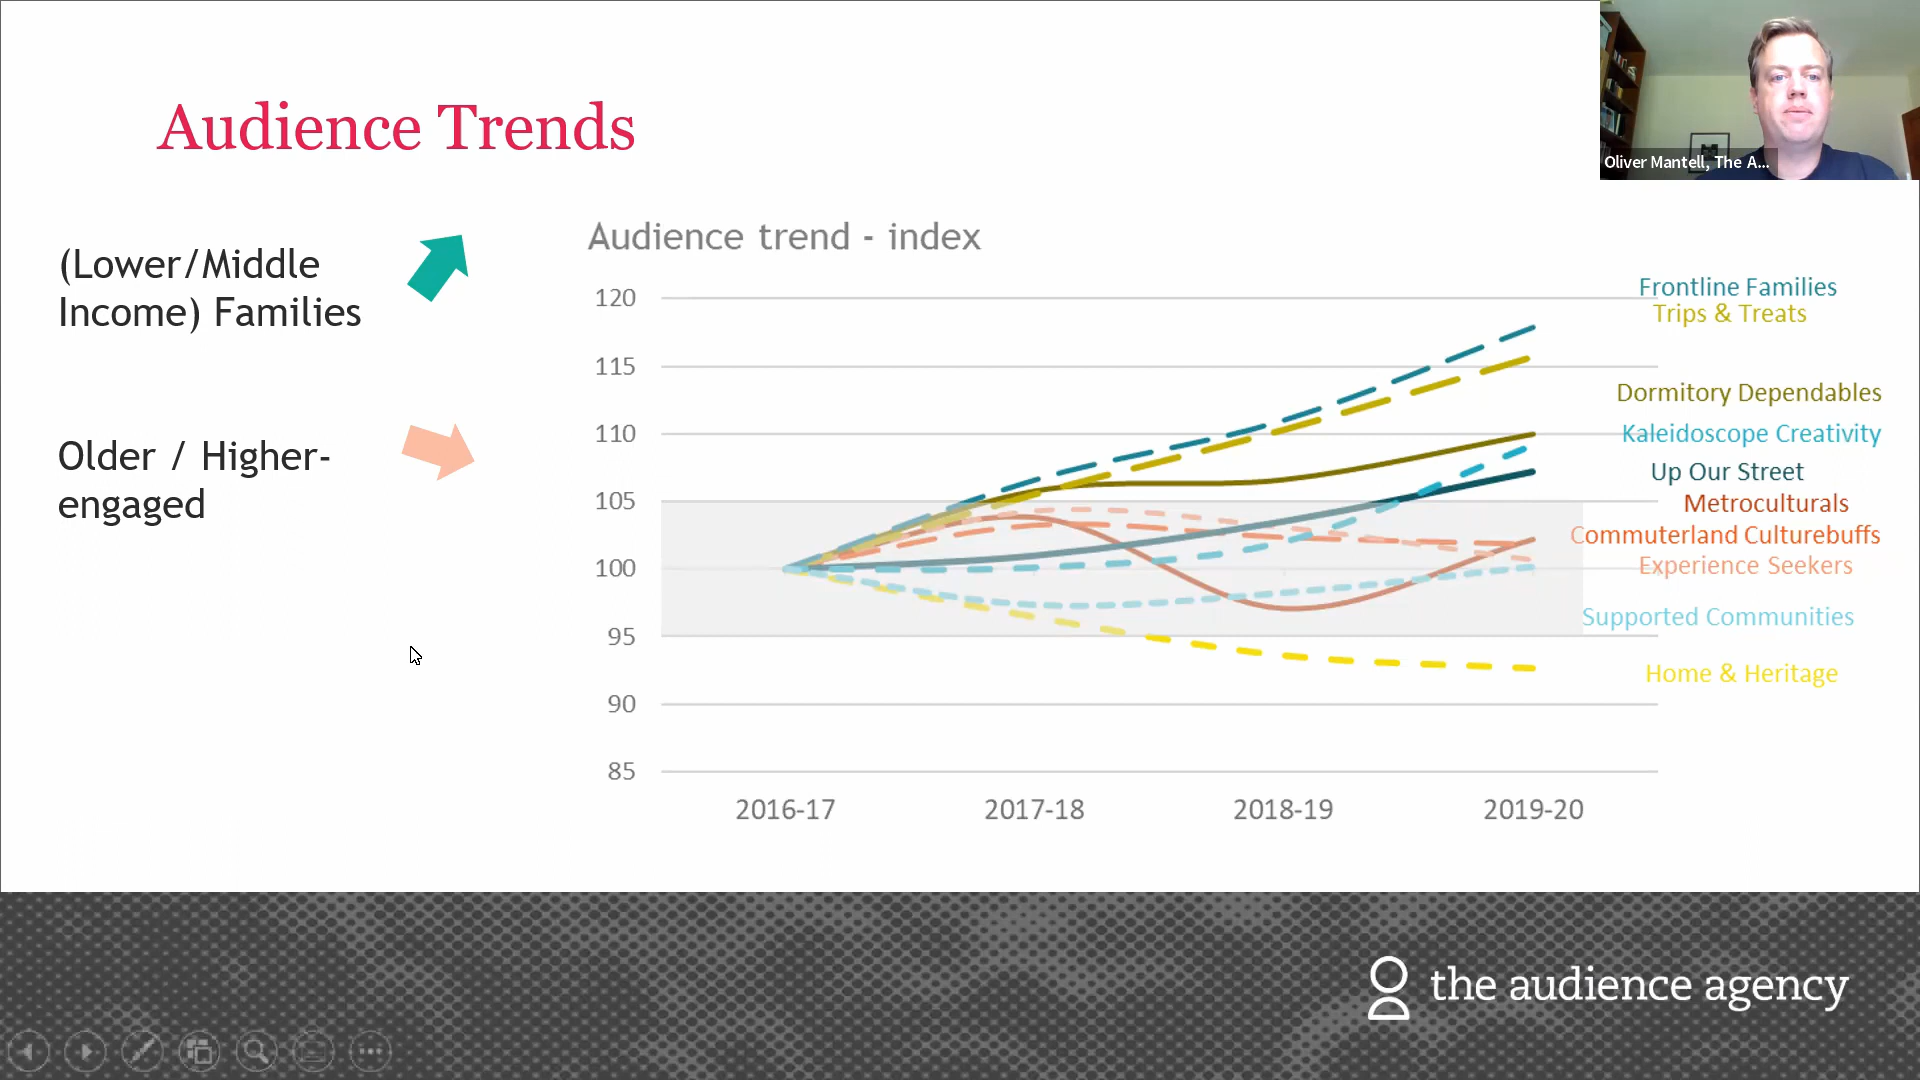 Audience Trends
Oliver Mantell, The A...
(Lower/Middle
Income) Families
Older / Higher-
engaged
Audience trend - index
120
115
110
105
100
95
90
85
2016-17
2017-18
2018-19
2019-20
Frontline Families
Trips & Treats
Dormitory Dependables
Kaleidoscope Creativity
Up Our Street
Metroculturals
Commuterland Culturebuffs
Experience Seekers
Supported Communities
Home & Heritage
the audience agency